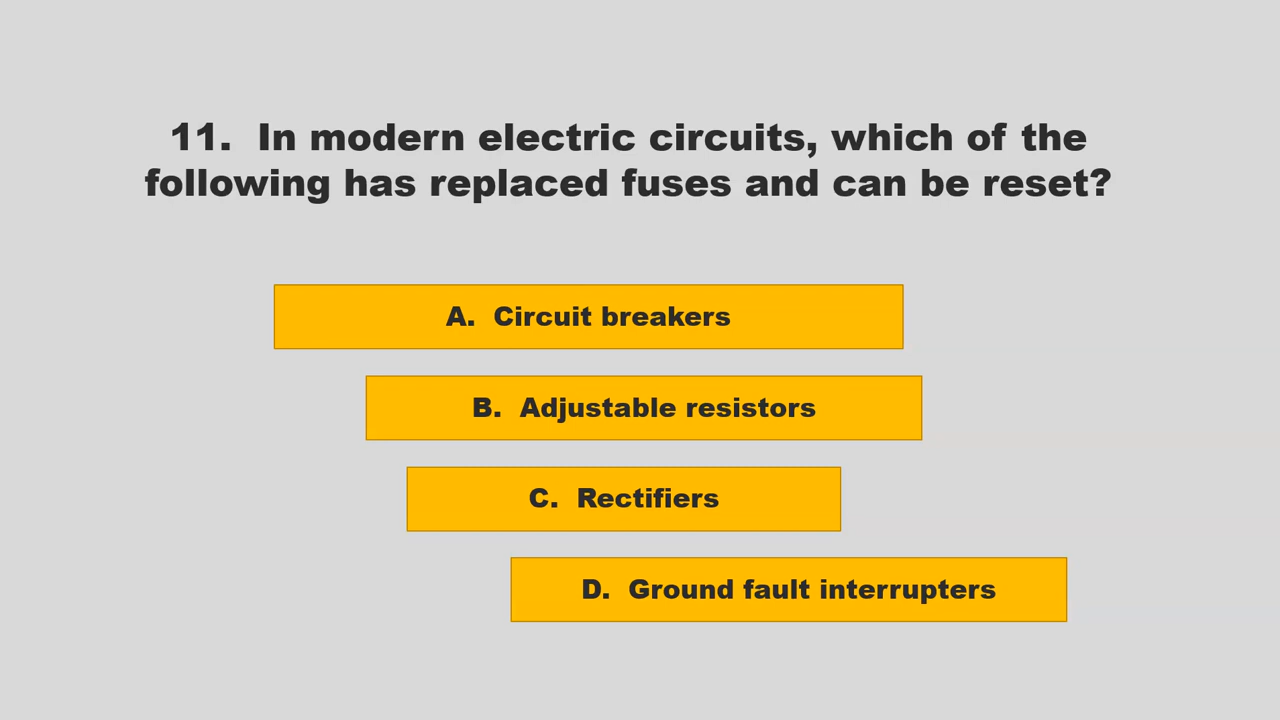 11.  In modern electric circuits, which of the
following has replaced fuses and can be reset?
A.  Circuit breakers
B.  Adjustable resistors
C.  Rectifiers
D.  Ground fault interrupters